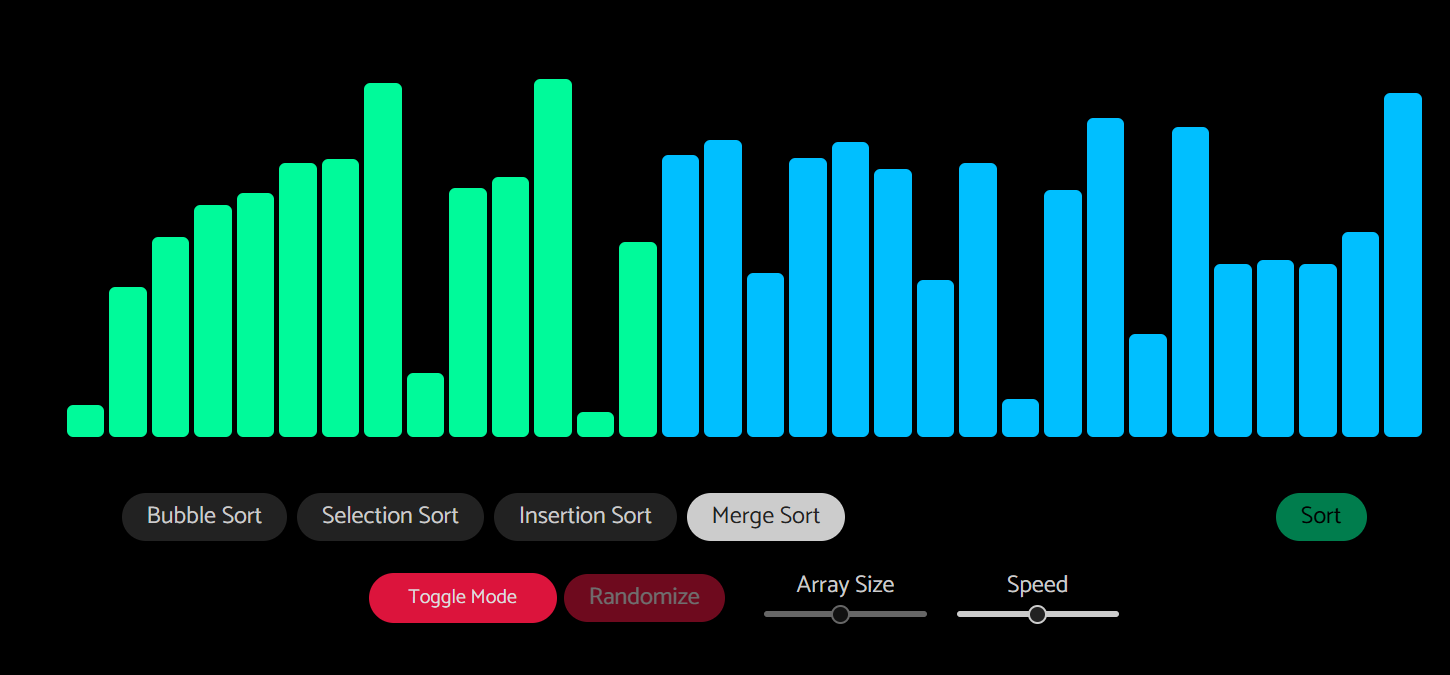 Bubble Sort
Selection Sort
Insertion Sort
Merge Sort
Sort
Toggle Mode
Randomize
Array Size
Speed